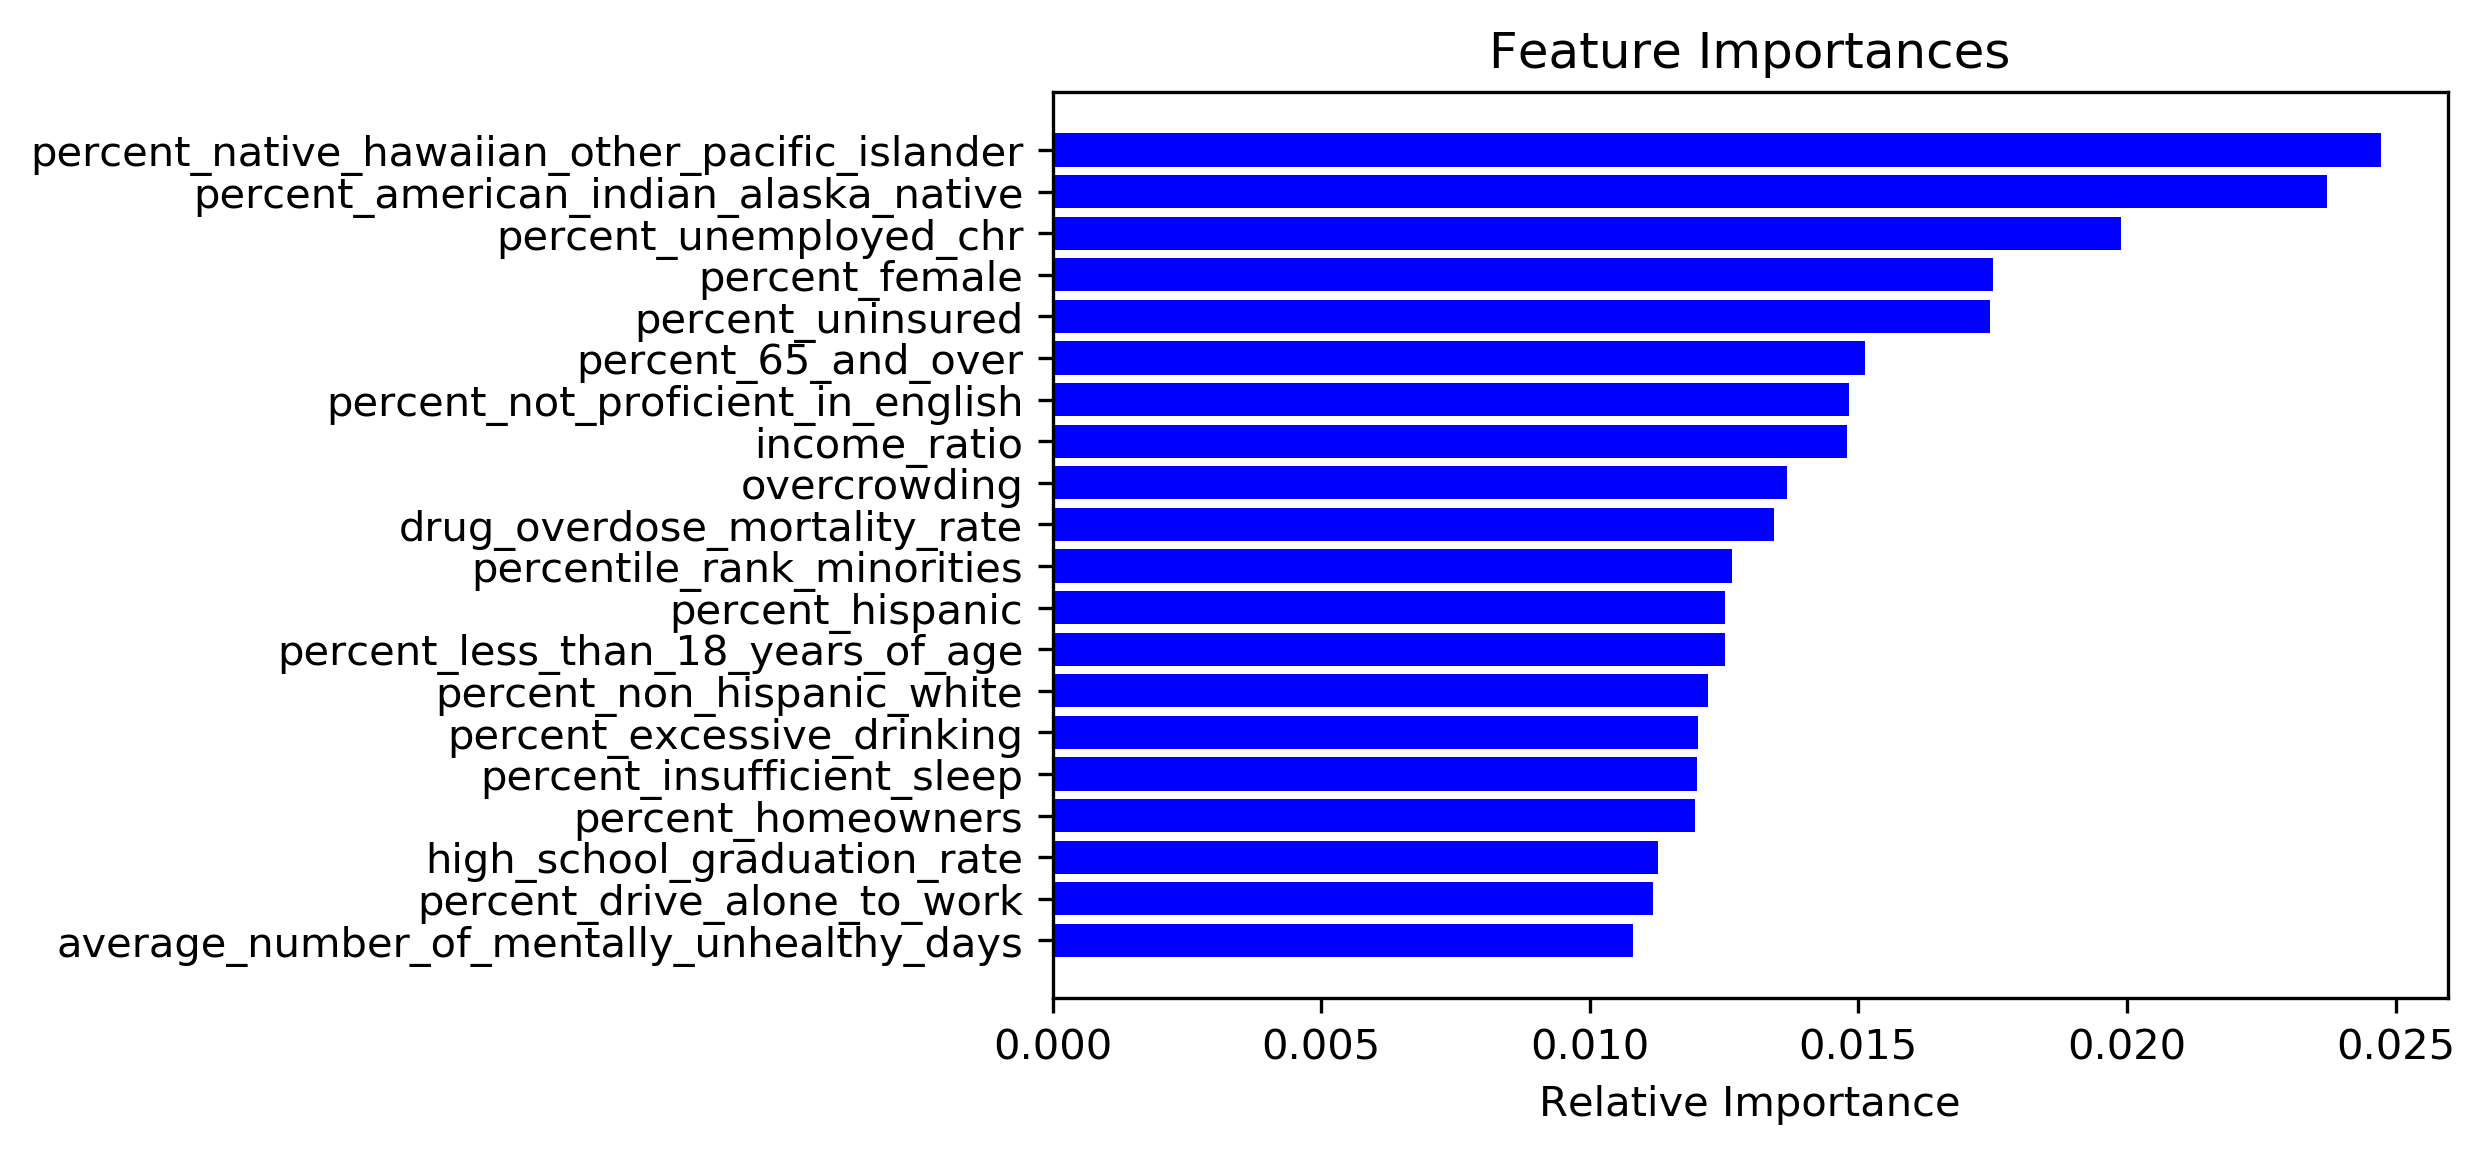 Feature Importances
percent_native_hawaiian_other_pacific_islander
percent_american_indian_alaska_native
percent_unemployed_chr
percent_female
percent_uninsured
percent_65_and_over
percent_not_proficient_in_english
income_ratio
overcrowding
drug_overdose_mortality_rate
percentile_rank_minorities
percent_hispanic
percent_less_than_18_years_of_age
percent_non_hispanic_white
percent_excessive_drinking
percent_insufficient_sleep
percent_homeowners
high_school_graduation_rate
percent_drive_alone_to_work
average_number_of_mentally_unhealthy_days
0.000 0.005 0.010 0.015 0.020 0.025
Relative Importance